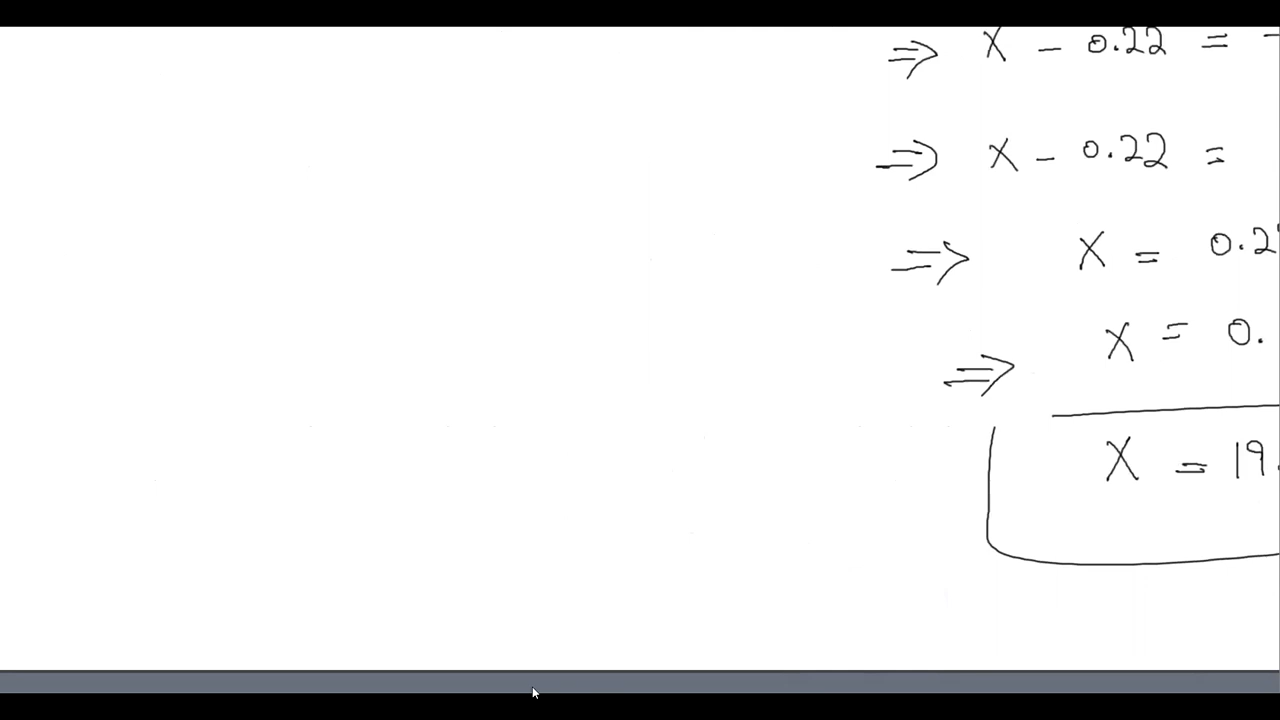 ⇒ X - 0.22 = -
⇒ X - 0.22 =
⇒ X = 0.2
⇒ X = 0.
X = 19.